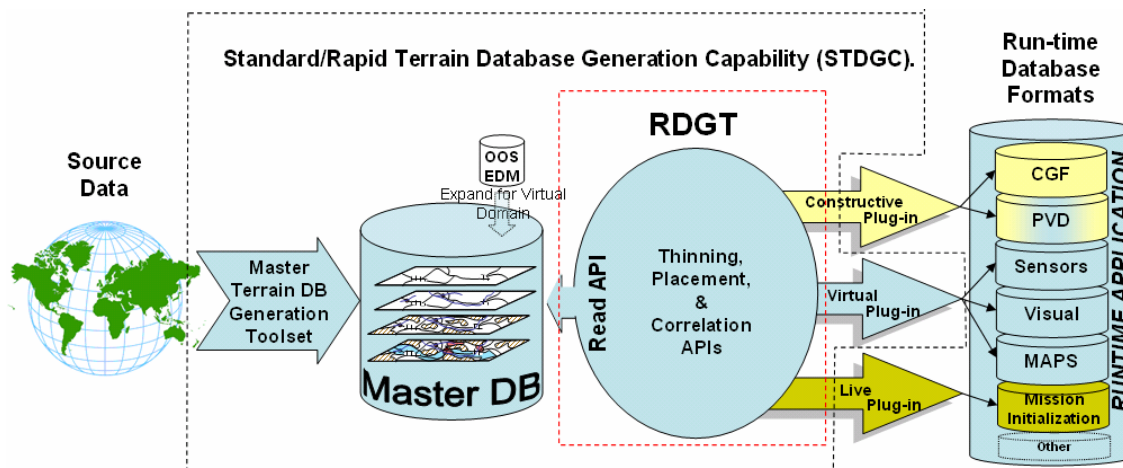 Standard/Rapid Terrain Database Generation Capability (STDGC).
Run-time
Database
Formats
Source
Data
OOS
EDM
Expand for Virtual
Domain
RDGT
Master
Terrain DB
Generation
Toolset
Master DB
Read API
Thinning,
Placement,
&
Correlation
APIs
Constructive
Plug-in
Virtual
Plug-in
Live
Plug-in
CGF
PVD
Sensors
Visual
MAPS
Mission
Initialization
Other
RUNTIME APPLICATION